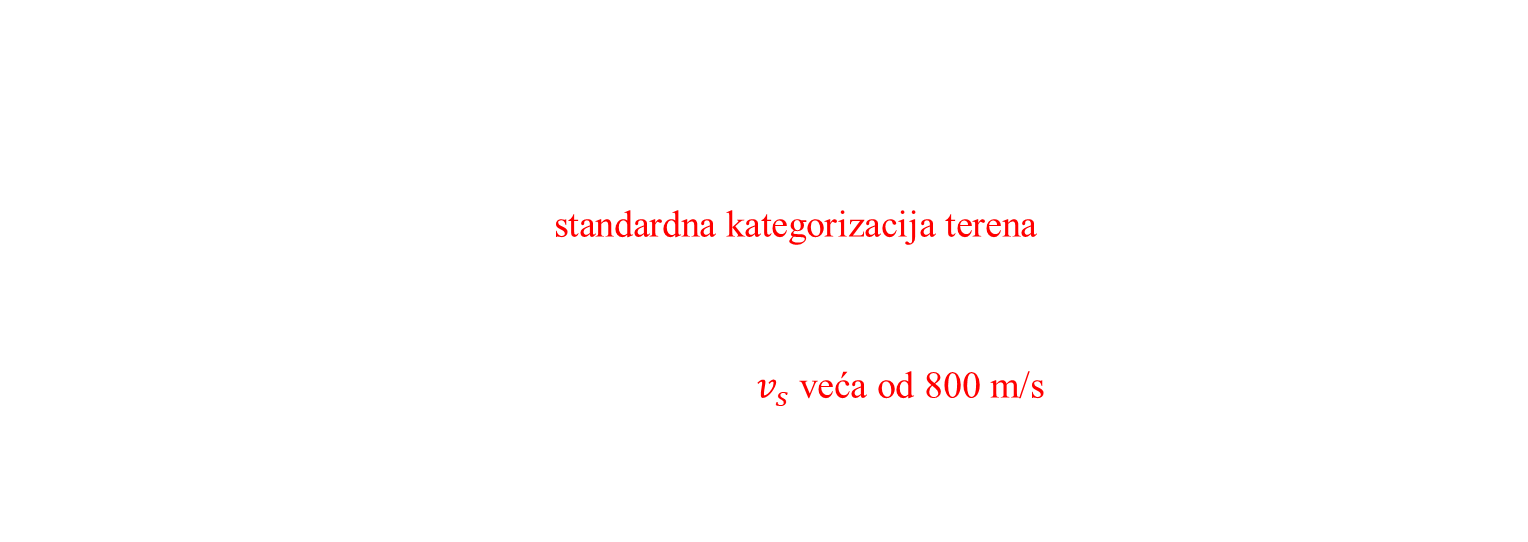 standardna kategorizacija terena
𝑣ₛ veća od 800 m/s